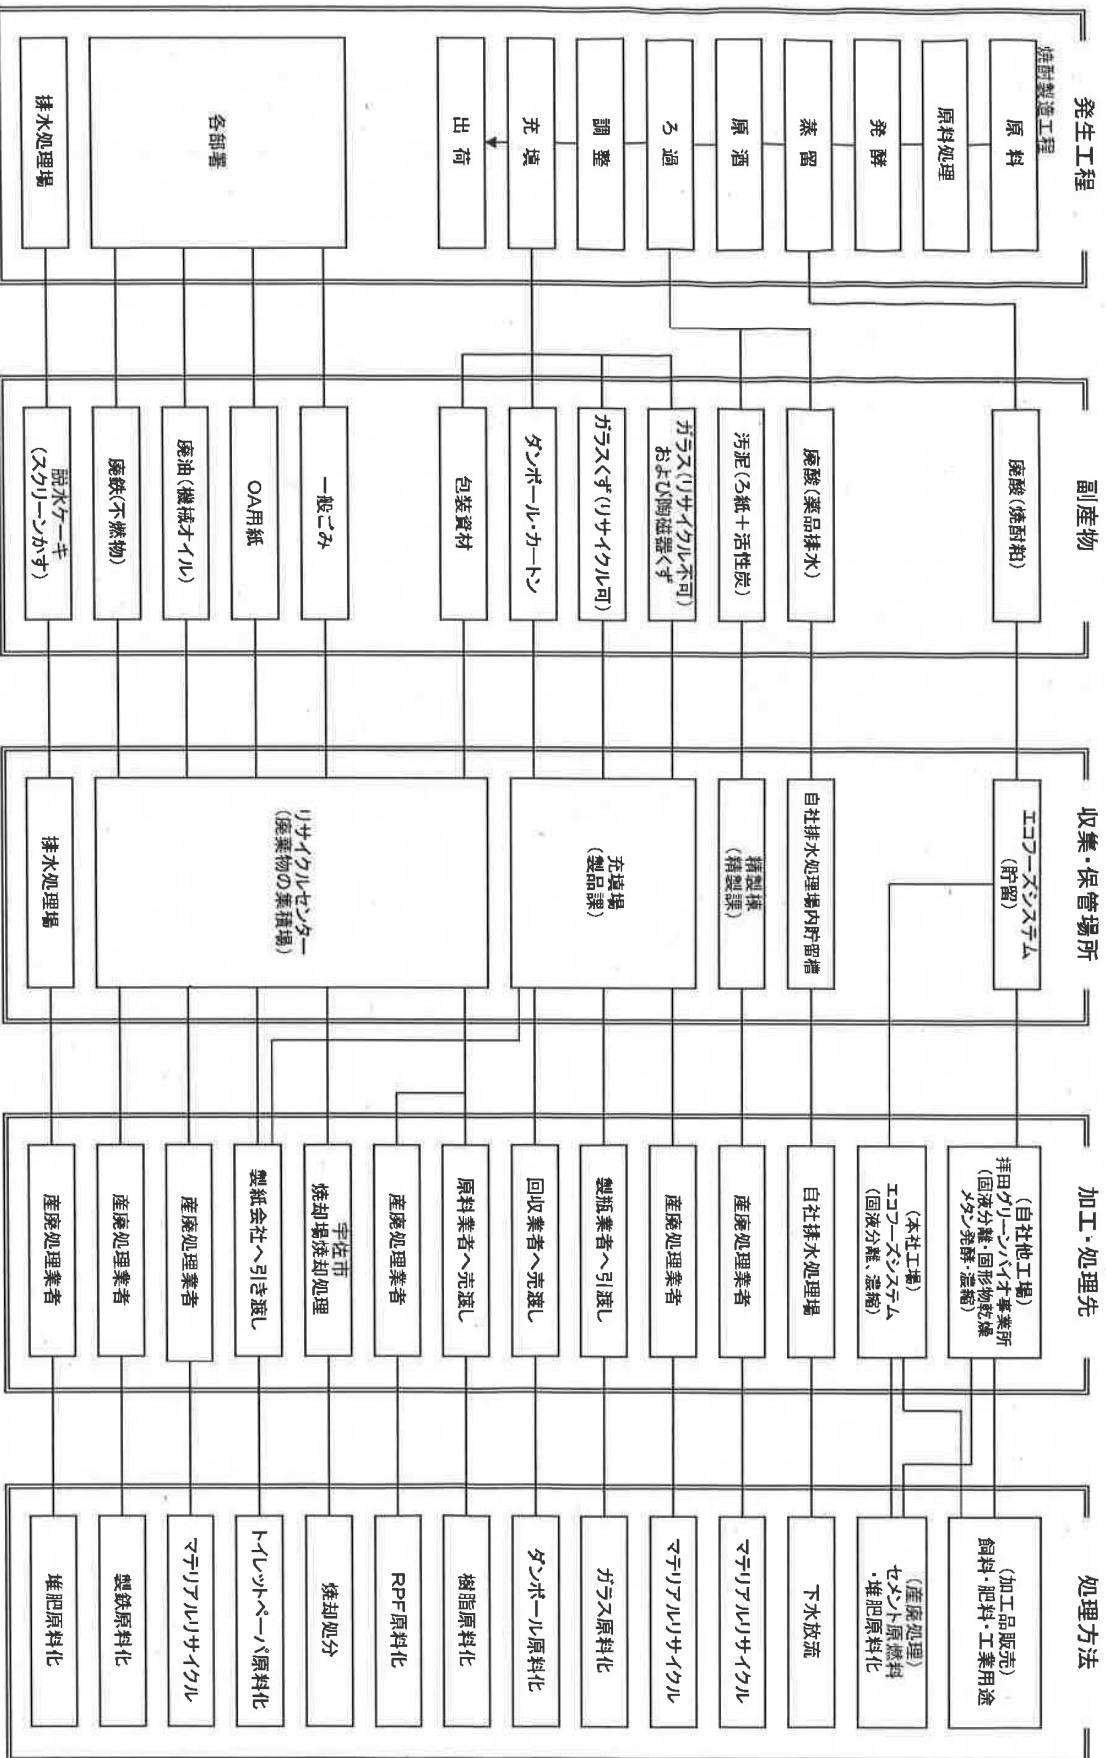 発生工程
焼酎製造工程
原料
原料処理
発酵
蒸留
原酒
ろ過
調整
充填
出荷
各部署
排水処理場
副産物
廃酸(焼酎粕)
廃酸(薬品排水)
汚泥(ろ紙+活性炭)
ガラス(リサイクル不可)
および陶磁器くず
ガラスくず(リサイクル可)
ダンボール・カートン
包装資材
一般ごみ
OA用紙
廃油(機械オイル)
廃鉄(不燃物)
脱水ケーキ
(スクリーンかす)
収集・保管場所
エコフーズシステム
(貯留)
自社排水処理場内貯留槽
精製棟
(精製課)
充填場
(製品課)
リサイクルセンター
(廃棄物の集積場)
排水処理場
加工・処理先
(自社他工場)
拝田グリーンバイオ事業所
(固液分離・固形物乾燥
メタン発酵・濃縮)
(本社工場)
エコフーズシステム
(固液分離、濃縮)
自社排水処理場
産廃処理業者
産廃処理業者
製瓶業者へ引渡し
回収業者へ売渡し
原料業者へ売渡し
産廃処理業者
宇佐市
焼却場焼却処理
製紙会社へ引き渡し
産廃処理業者
産廃処理業者
産廃処理業者
処理方法
(加工品販売)
飼料・肥料・工業用途
(産廃処理)
セメント原燃料
・堆肥原料化
下水放流
マテリアルリサイクル
マテリアルリサイクル
ガラス原料化
ダンボール原料化
樹脂原料化
RPF原料化
焼却処分
トイレットペーパ原料化
マテリアルリサイクル
製鉄原料化
堆肥原料化